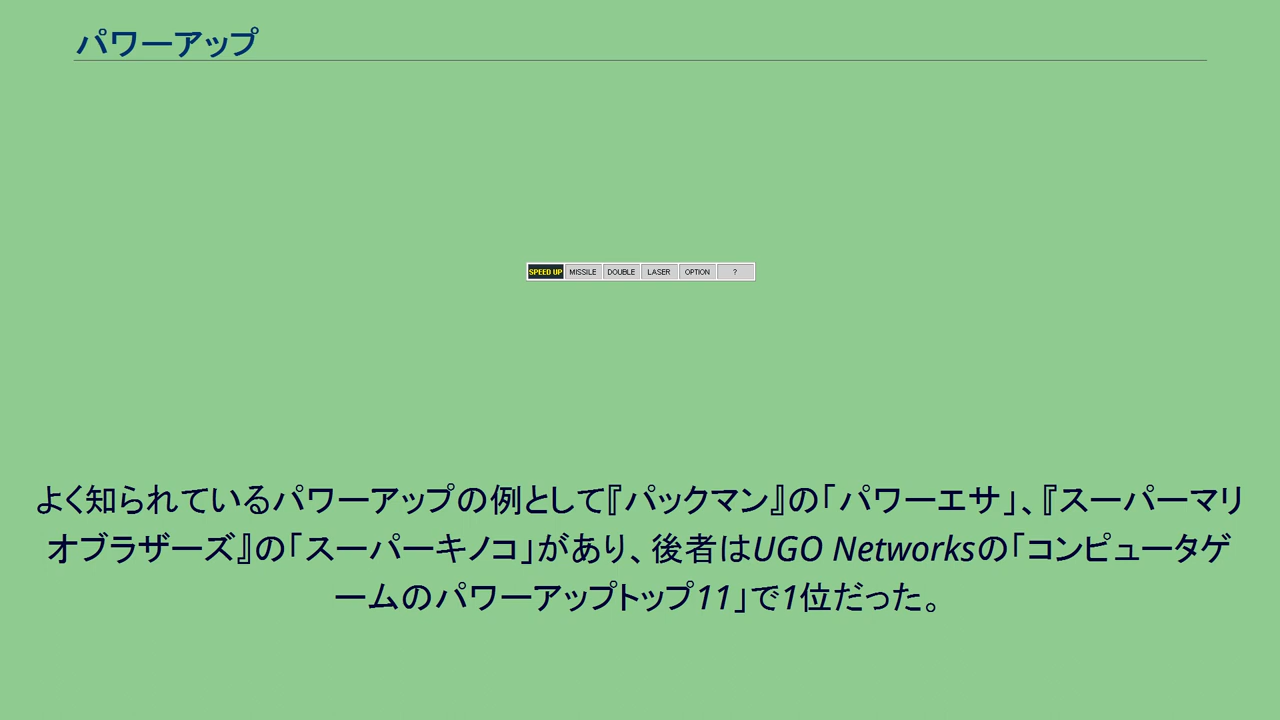 パワーアップ
SPEED UP MISSILE DOUBLE LASER OPTION ?
よく知られているパワーアップの例として『パックマン』の「パワーエサ」、『スーパーマリ
オブラザーズ』の「スーパーキノコ」があり、後者はUGO Networksの「コンピュータゲ
ームのパワーアップトップ11」で1位だった。